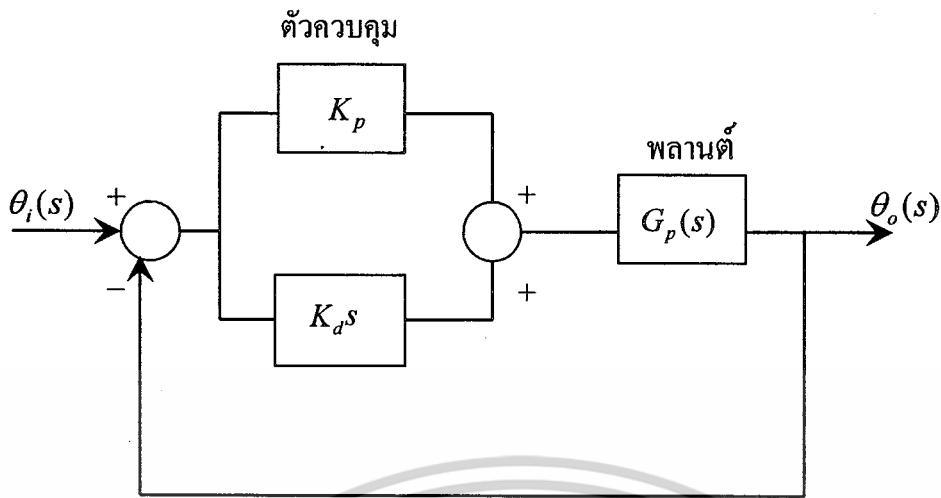 ตัวควบคุม
K_p
พลานต์
θ_i(s)
+
+
G_p(s)
θ_o(s)
−
K_d s
+